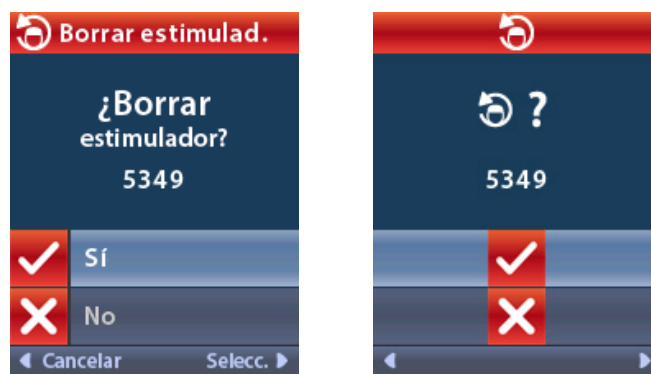 Borrar estimulad.
¿Borrar
estimulador?
5349
Sí
No
Cancelar Selecc.
?
5349